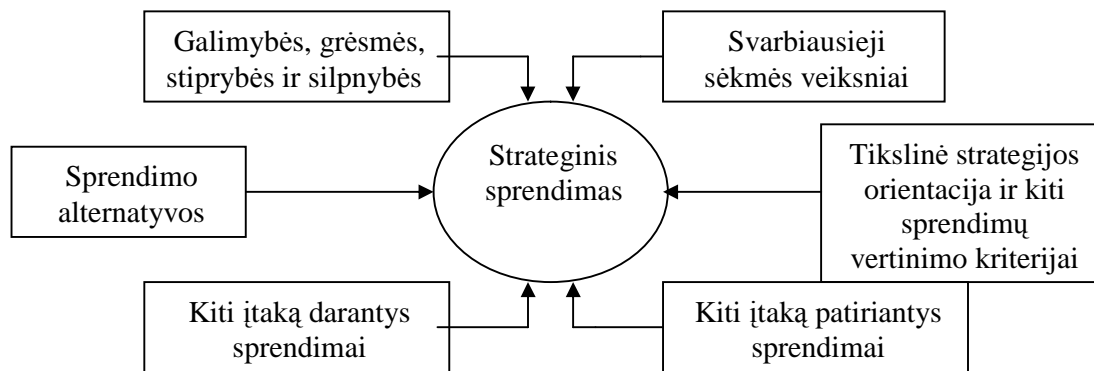 Galimybės, grėsmės,
stiprybės ir silpnybės
Svarbiausieji
sėkmės veiksniai
Sprendimo
alternatyvos
Strateginis
sprendimas
Tikslinė strategijos
orientacija ir kiti
sprendimų
vertinimo kriterijai
Kiti įtaką darantys
sprendimai
Kiti įtaką patiriantys
sprendimai